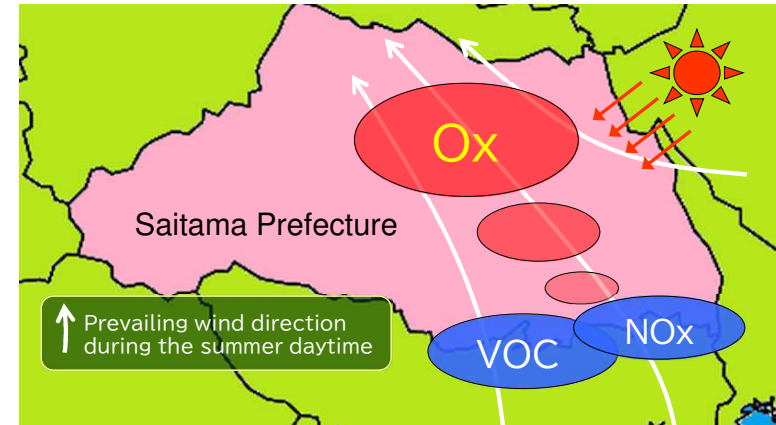 Ox
Saitama Prefecture
Prevailing wind direction
during the summer daytime
VOC
NOx